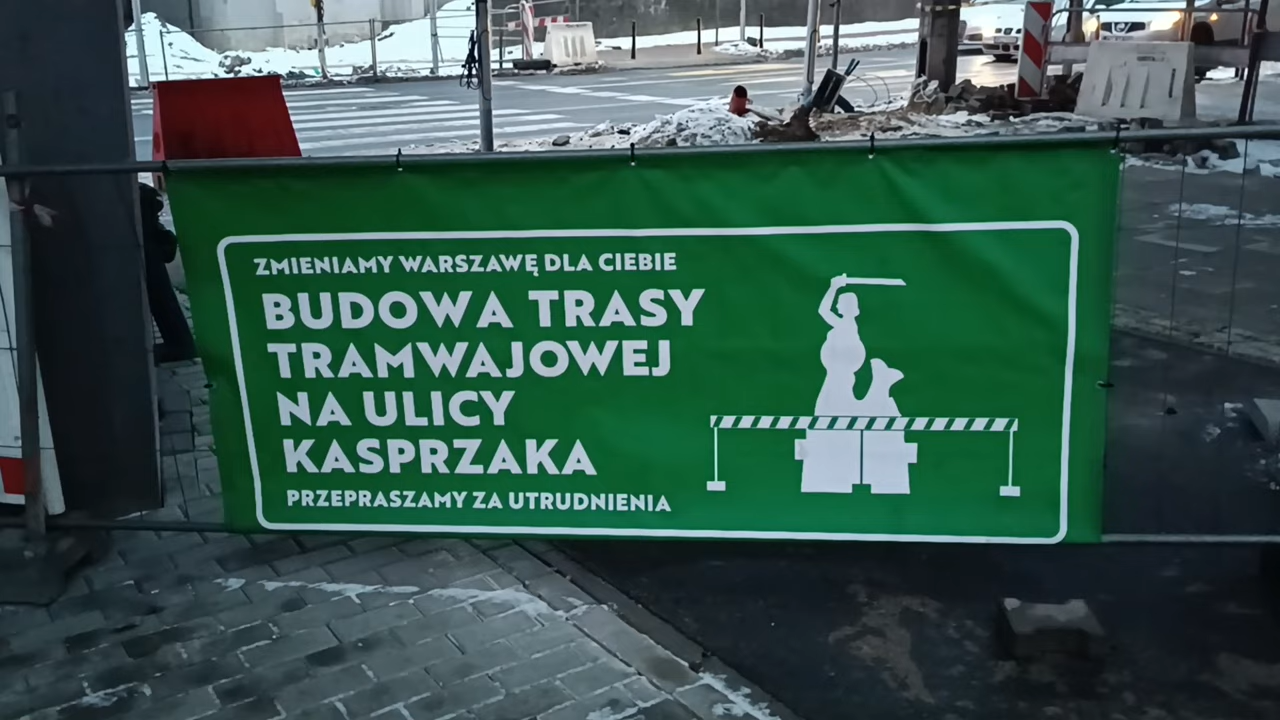 ZMIENIAMY WARSZAWĘ DLA CIEBIE
BUDOWA TRASY
TRAMWAJOWEJ
NA ULICY
KASPRZAKA
PRZEPRASZAMY ZA UTRUDNIENIA